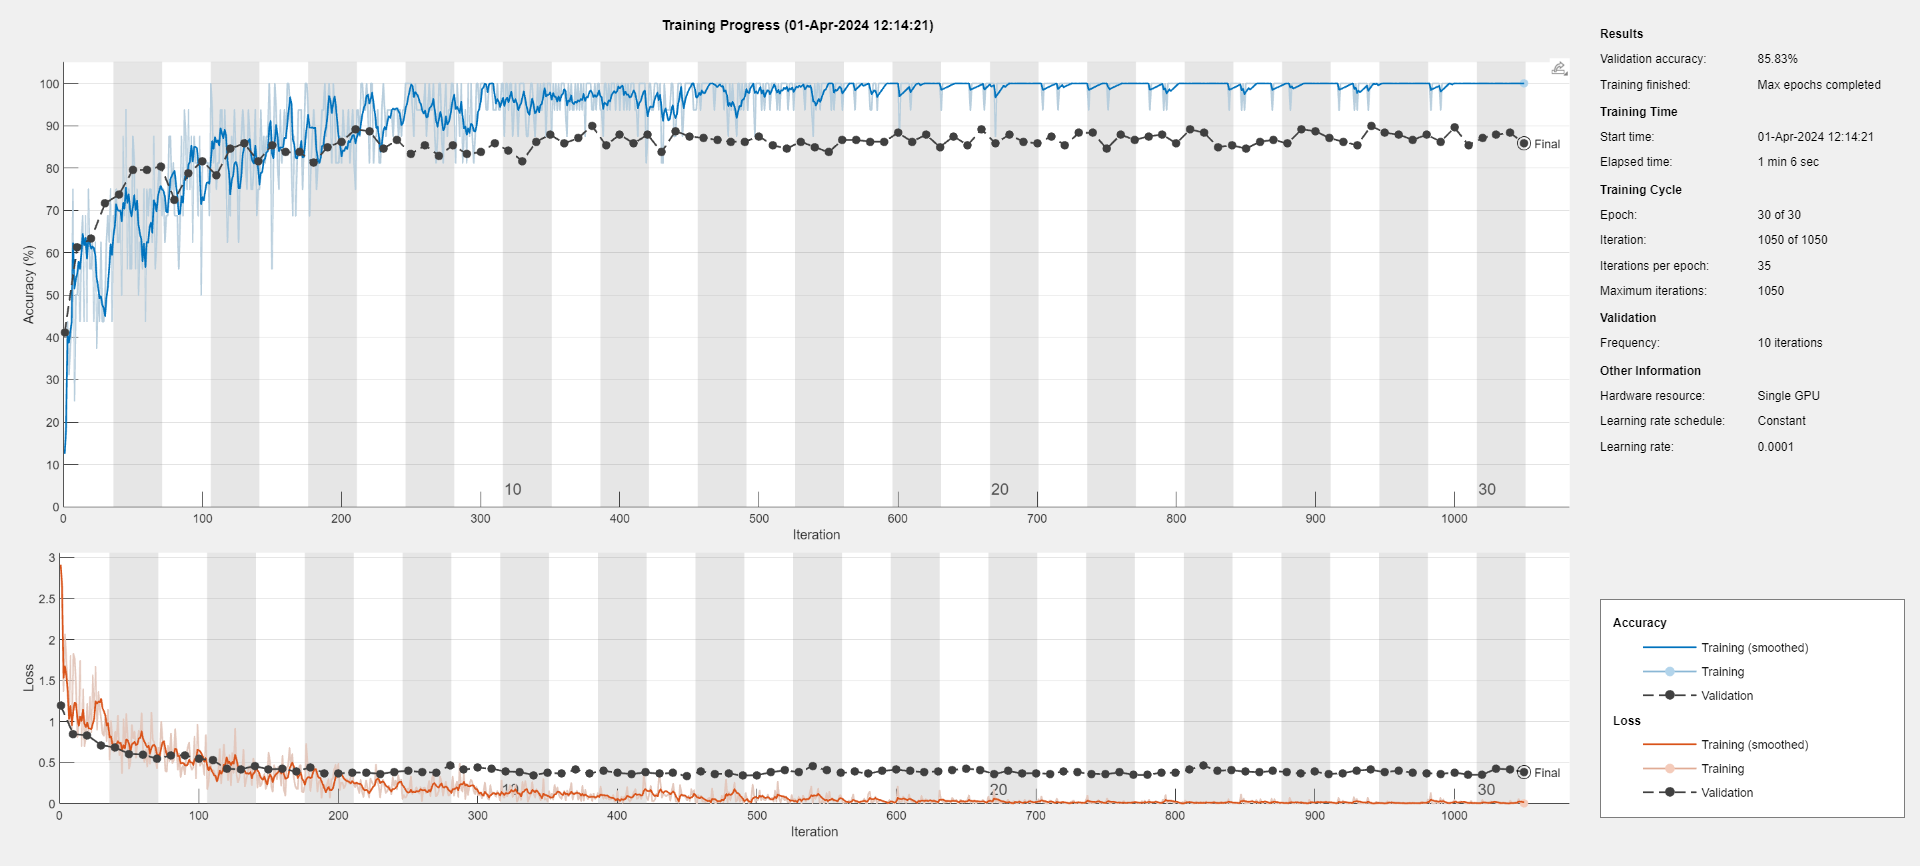 Training Progress (01-Apr-2024 12:14:21)
100
90
80
70
60
50
40
30
20
10
0
Accuracy (%)
Final
10
20
30
0
100
200
300
400
500
600
700
800
900
1000
Iteration
3
2.5
2
1.5
1
0.5
0
Loss
Final
10
20
30
0
100
200
300
400
500
600
700
800
900
1000
Iteration
Results
Validation accuracy: 85.83%
Training finished: Max epochs completed
Training Time
Start time: 01-Apr-2024 12:14:21
Elapsed time: 1 min 6 sec
Training Cycle
Epoch: 30 of 30
Iteration: 1050 of 1050
Iterations per epoch: 35
Maximum iterations: 1050
Validation
Frequency: 10 iterations
Other Information
Hardware resource: Single GPU
Learning rate schedule: Constant
Learning rate: 0.0001
Accuracy
Training (smoothed)
Training
Validation
Loss
Training (smoothed)
Training
Validation